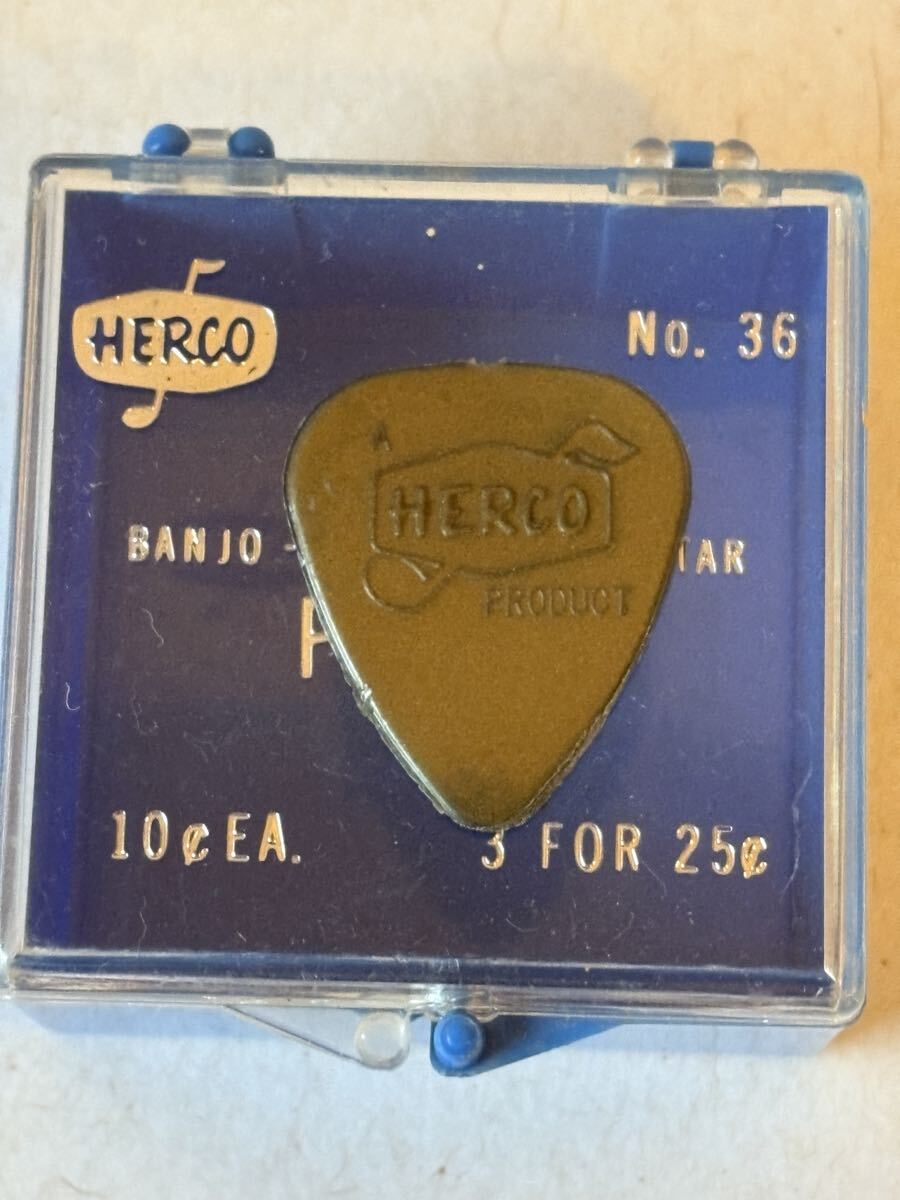 HERCO
No. 36
A
HERCO
PRODUCT
BANJO - TAR
P
10¢ EA.
3 FOR 25¢